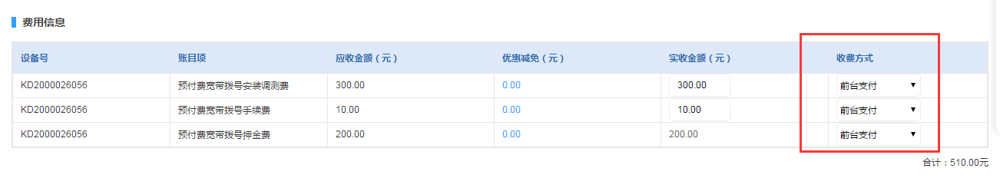 费用信息
设备号 账目项 应收金额（元） 优惠减免（元） 实收金额（元） 收费方式
KD2000026056 预付费宽带拨号安装调测费 300.00 0.00 300.00 前台支付
KD2000026056 预付费宽带拨号手续费 10.00 0.00 10.00 前台支付
KD2000026056 预付费宽带拨号押金费 200.00 0.00 200.00 前台支付
合计：510.00元